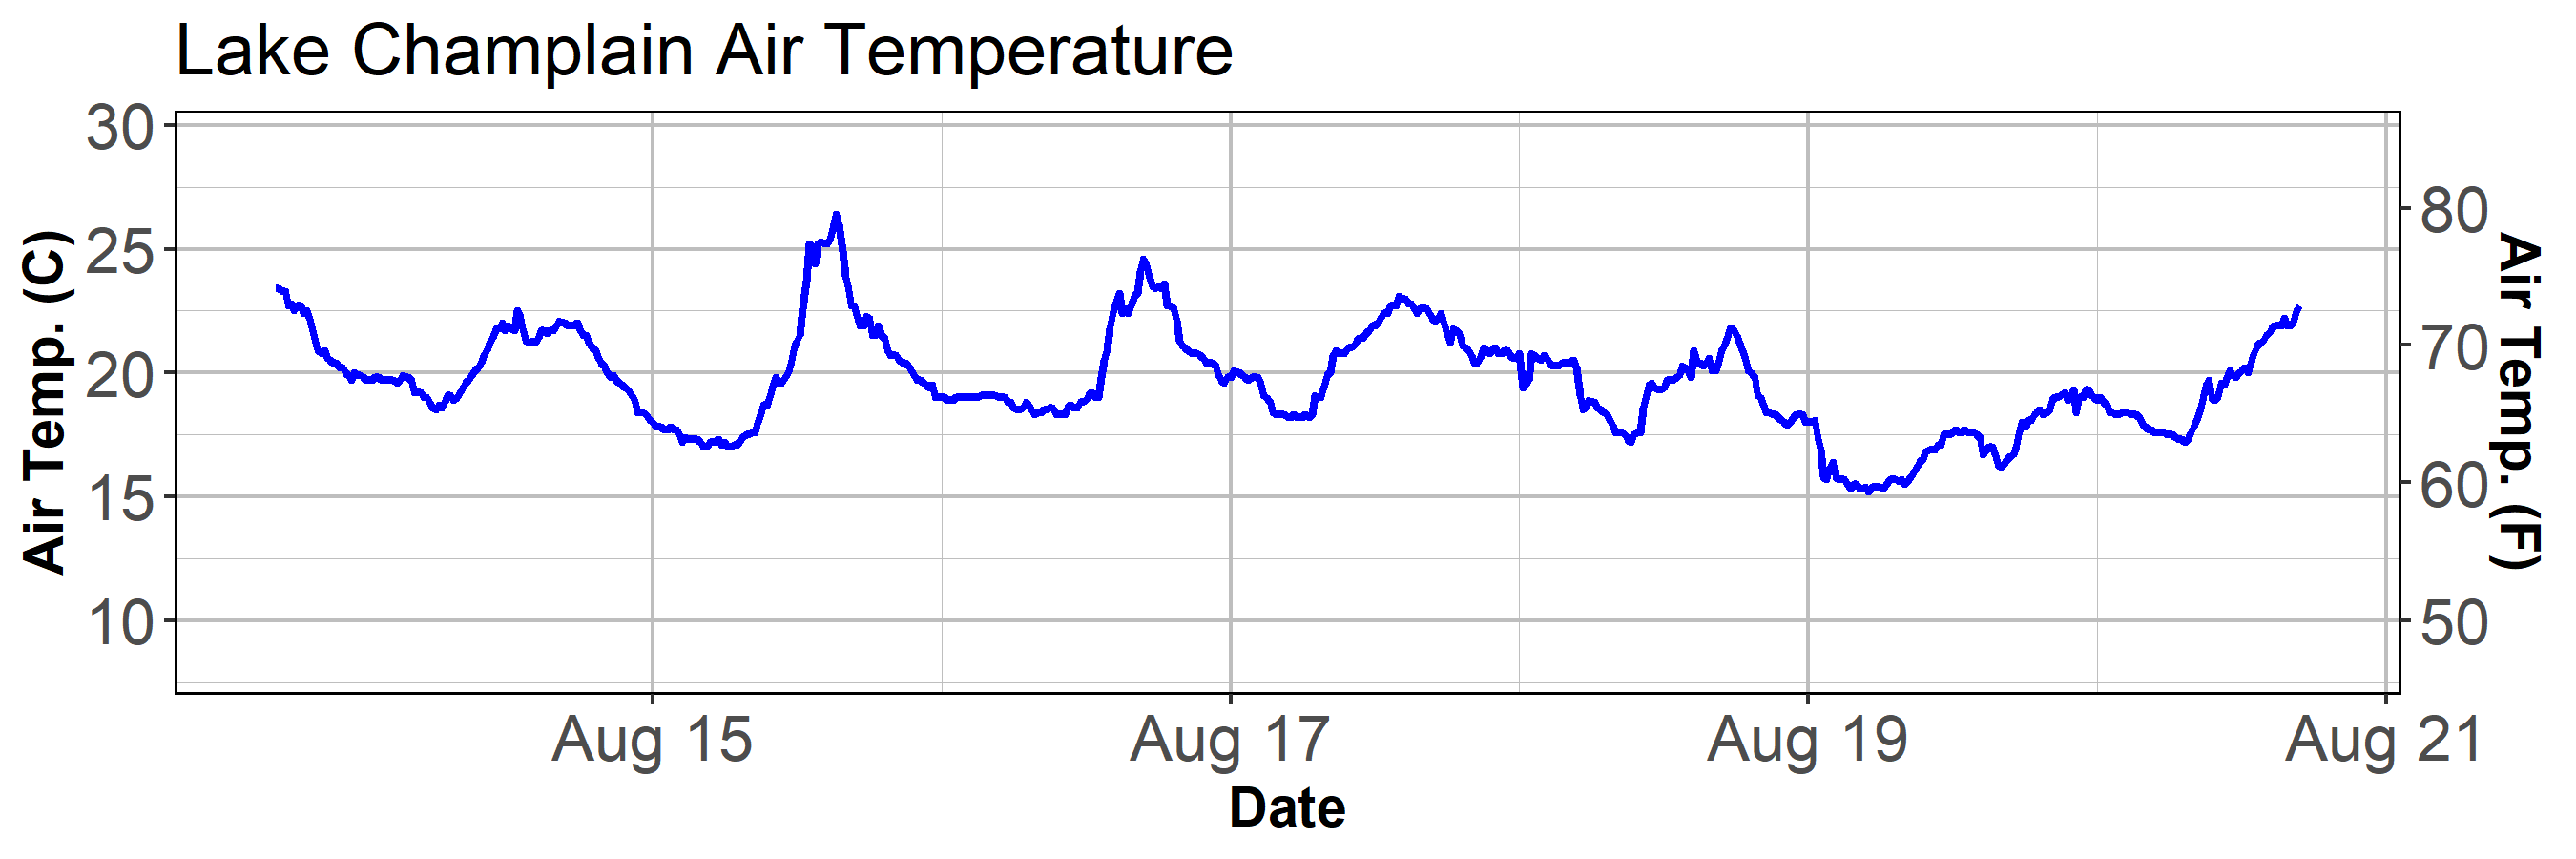 Lake Champlain Air Temperature
30
25
20
15
10
Air Temp. (C)
80
70
60
50
Air Temp. (F)
Aug 15 Aug 17 Aug 19 Aug 21
Date